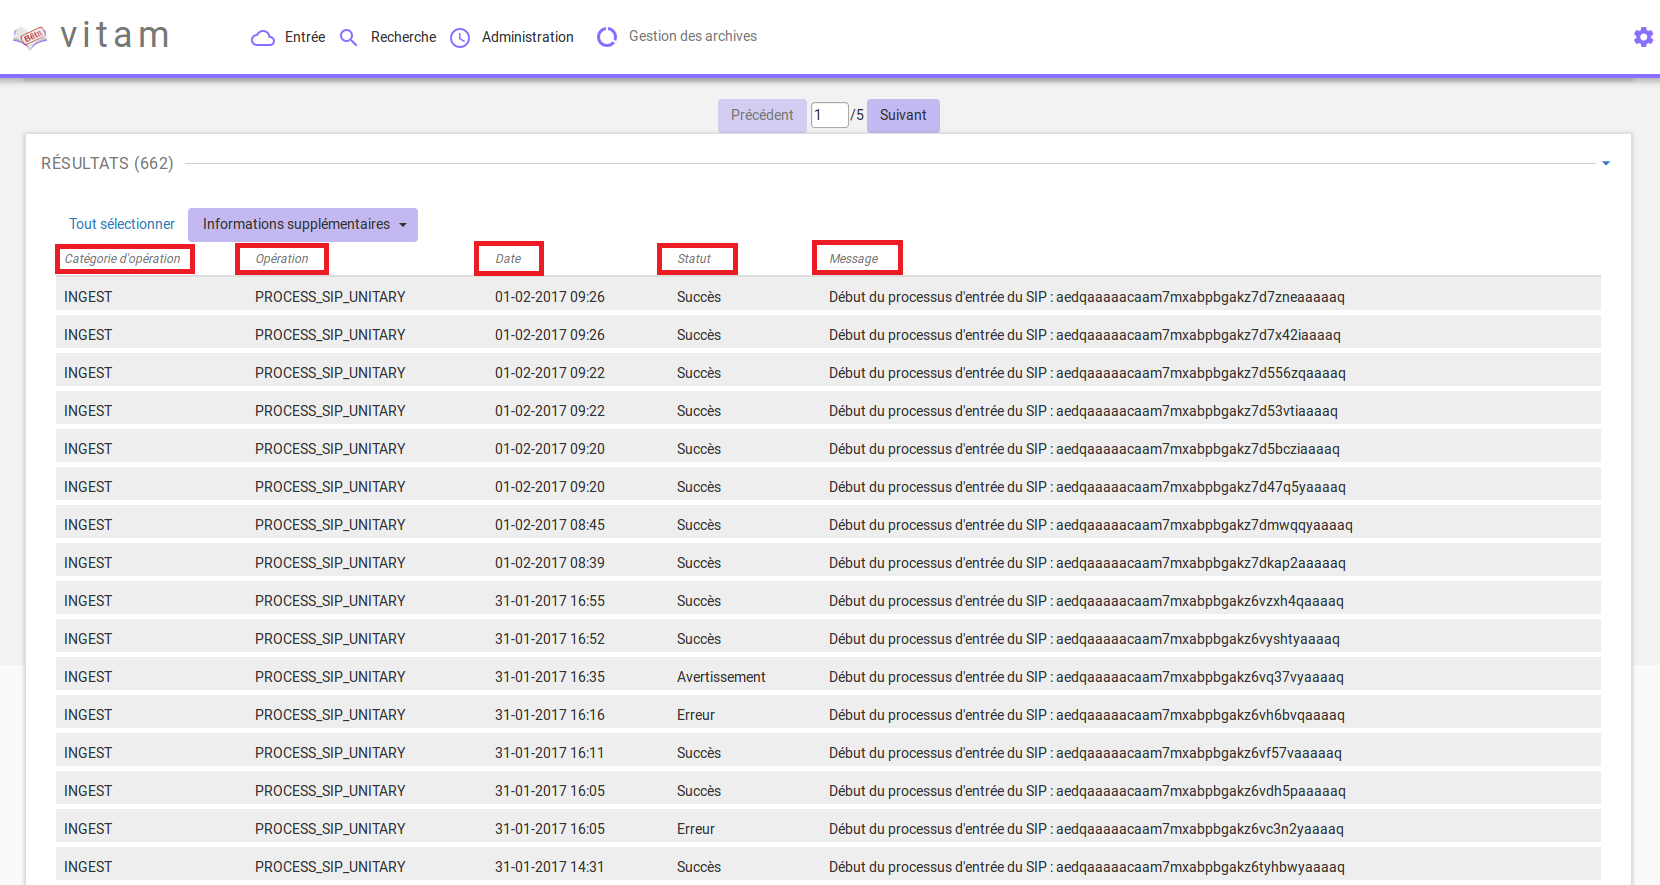 Bêta vitam Entrée Recherche Administration Gestion des archives
Précédent 1 /5 Suivant
RÉSULTATS (662)
Tout sélectionner Informations supplémentaires
Catégorie d'opération Opération Date Statut Message
INGEST PROCESS_SIP_UNITARY 01-02-2017 09:26 Succès Début du processus d'entrée du SIP : aedqaaaaacaam7mxabpbgakz7d7zneaaaaaq
INGEST PROCESS_SIP_UNITARY 01-02-2017 09:26 Succès Début du processus d'entrée du SIP : aedqaaaaacaam7mxabpbgakz7d7x42iaaaaq
INGEST PROCESS_SIP_UNITARY 01-02-2017 09:22 Succès Début du processus d'entrée du SIP : aedqaaaaacaam7mxabpbgakz7d556zqaaaaq
INGEST PROCESS_SIP_UNITARY 01-02-2017 09:22 Succès Début du processus d'entrée du SIP : aedqaaaaacaam7mxabpbgakz7d53vtiaaaaq
INGEST PROCESS_SIP_UNITARY 01-02-2017 09:20 Succès Début du processus d'entrée du SIP : aedqaaaaacaam7mxabpbgakz7d5bcziaaaaq
INGEST PROCESS_SIP_UNITARY 01-02-2017 09:20 Succès Début du processus d'entrée du SIP : aedqaaaaacaam7mxabpbgakz7d47q5yaaaaq
INGEST PROCESS_SIP_UNITARY 01-02-2017 08:45 Succès Début du processus d'entrée du SIP : aedqaaaaacaam7mxabpbgakz7dmwqqyaaaaq
INGEST PROCESS_SIP_UNITARY 01-02-2017 08:39 Succès Début du processus d'entrée du SIP : aedqaaaaacaam7mxabpbgakz7dkap2aaaaaq
INGEST PROCESS_SIP_UNITARY 31-01-2017 16:55 Succès Début du processus d'entrée du SIP : aedqaaaaacaam7mxabpbgakz6vzxh4qaaaaq
INGEST PROCESS_SIP_UNITARY 31-01-2017 16:52 Succès Début du processus d'entrée du SIP : aedqaaaaacaam7mxabpbgakz6vyshtyaaaaq
INGEST PROCESS_SIP_UNITARY 31-01-2017 16:35 Avertissement Début du processus d'entrée du SIP : aedqaaaaacaam7mxabpbgakz6vq37vyaaaaq
INGEST PROCESS_SIP_UNITARY 31-01-2017 16:16 Erreur Début du processus d'entrée du SIP : aedqaaaaacaam7mxabpbgakz6vh6bvqaaaaq
INGEST PROCESS_SIP_UNITARY 31-01-2017 16:11 Succès Début du processus d'entrée du SIP : aedqaaaaacaam7mxabpbgakz6vf57vaaaaaq
INGEST PROCESS_SIP_UNITARY 31-01-2017 16:05 Succès Début du processus d'entrée du SIP : aedqaaaaacaam7mxabpbgakz6vdh5paaaaaq
INGEST PROCESS_SIP_UNITARY 31-01-2017 16:05 Erreur Début du processus d'entrée du SIP : aedqaaaaacaam7mxabpbgakz6vc3n2yaaaaq
INGEST PROCESS_SIP_UNITARY 31-01-2017 14:31 Succès Début du processus d'entrée du SIP : aedqaaaaacaam7mxabpbgakz6tyhbwyaaaaq